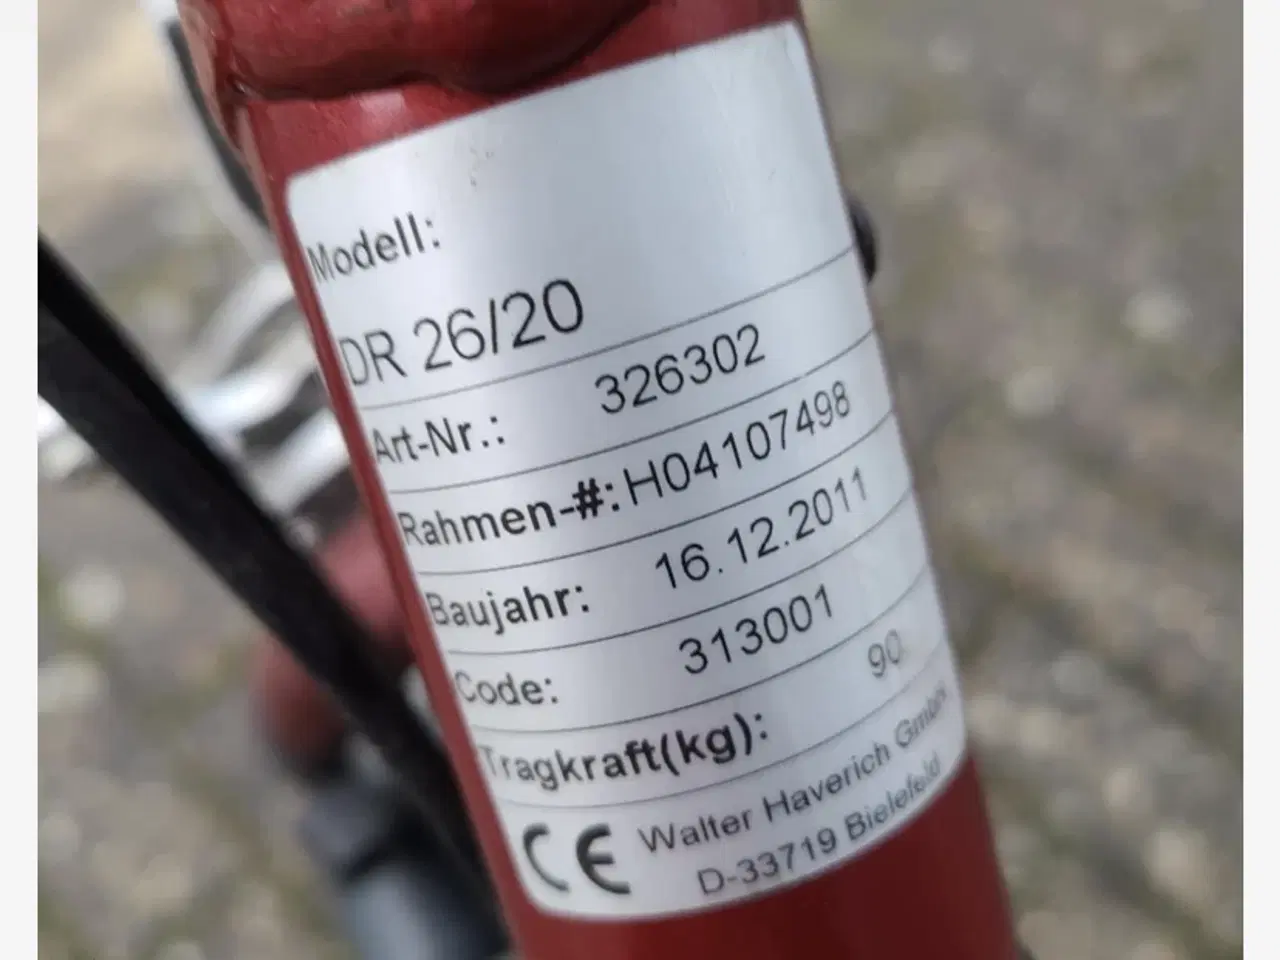 Modell:
DR 26/20
Art-Nr.: 326302
Rahmen-#: H04107498
Baujahr: 16.12.2011
Code: 313001
Tragkraft(kg): 90
CE Walter Haverich GmbH
D-33719 Bielefeld